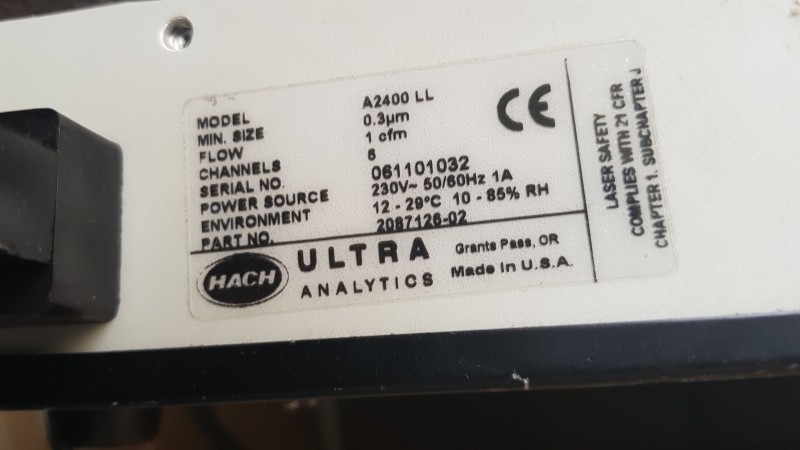 MODEL A2400 LL
MIN. SIZE 0.3µm
FLOW 1 cfm
CHANNELS 6
SERIAL NO. 061101032
POWER SOURCE 230V~ 50/60Hz 1A
ENVIRONMENT 12 - 29°C 10 - 85% RH
PART NO. 2087126-02
CE
HACH ULTRA ANALYTICS
Grants Pass, OR
Made in U.S.A.
LASER SAFETY
COMPLIES WITH 21 CFR
CHAPTER 1. SUBCHAPTER J